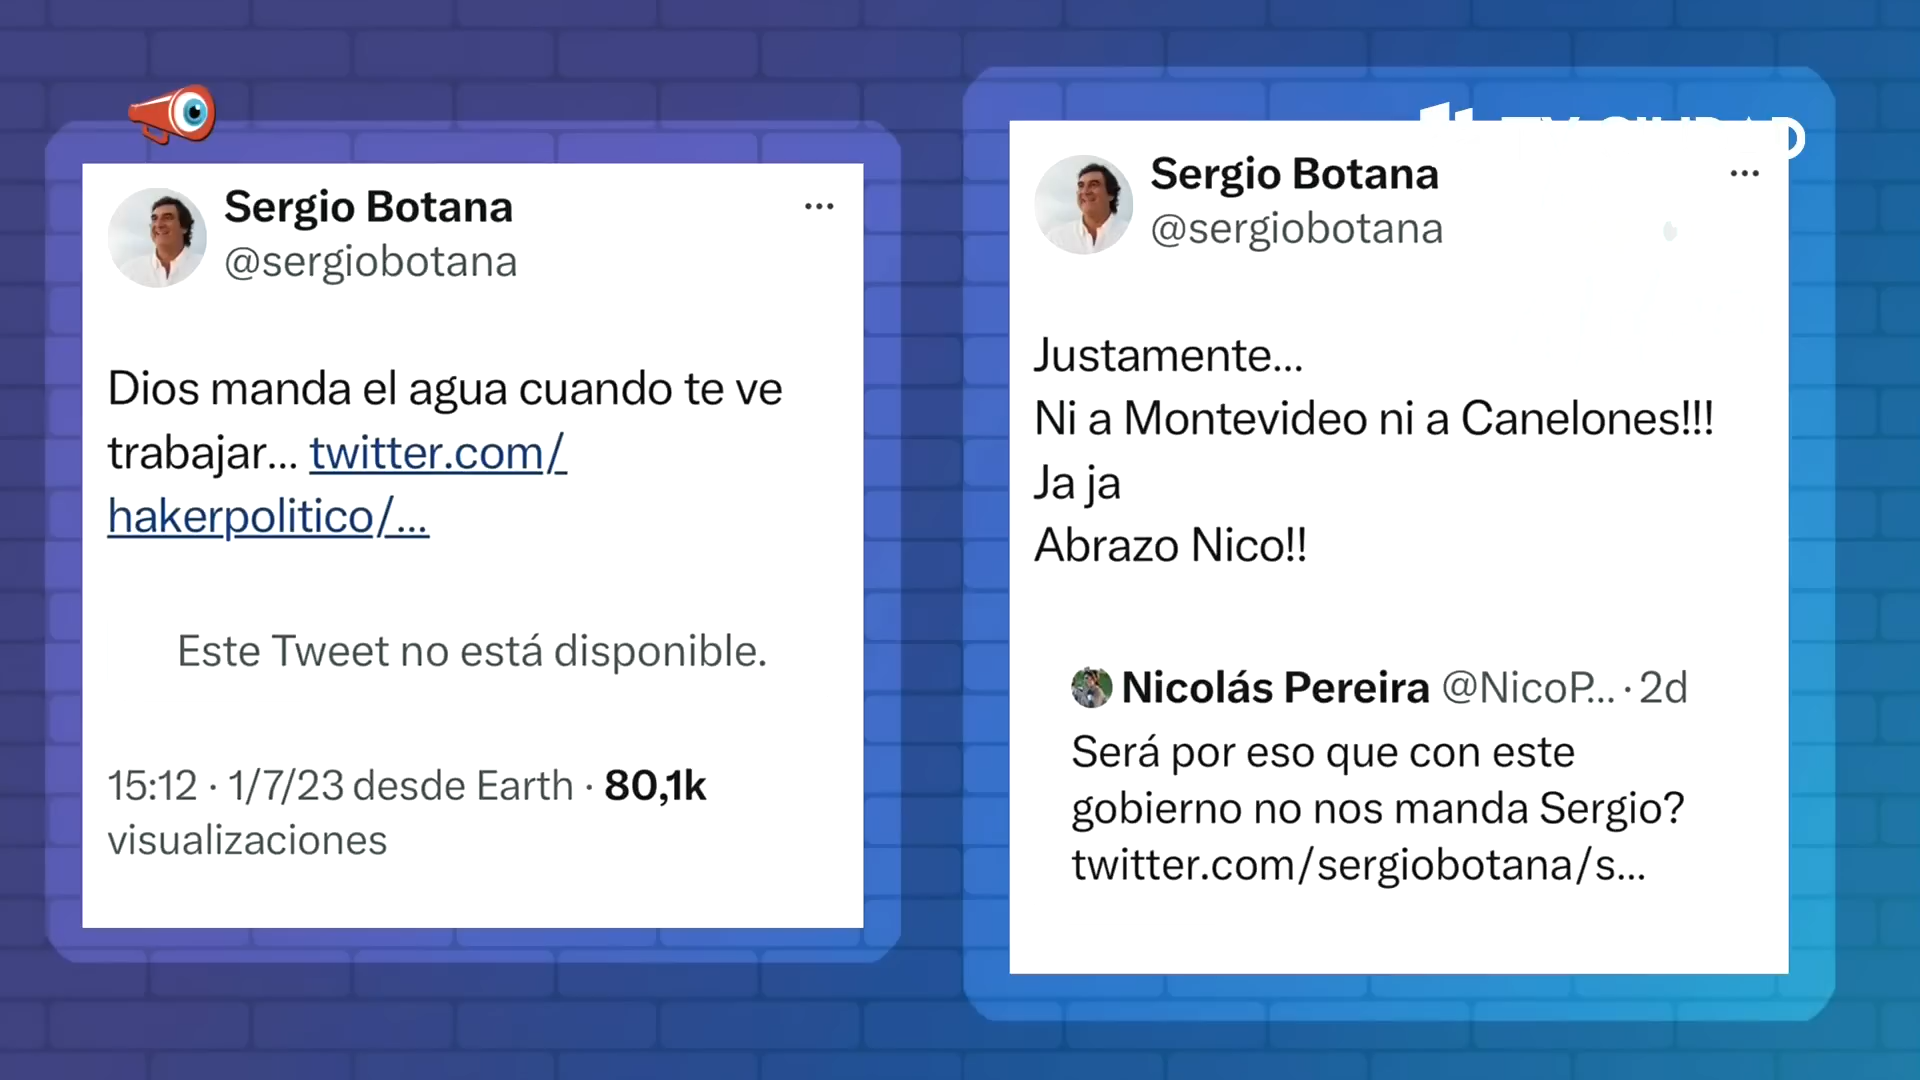 Sergio Botana
@sergiobotana
Dios manda el agua cuando te ve
trabajar... twitter.com/
hakerpolitico/...
Este Tweet no está disponible.
15:12 · 1/7/23 desde Earth · 80,1k
visualizaciones
Sergio Botana
@sergiobotana
Justamente...
Ni a Montevideo ni a Canelones!!!
Ja ja
Abrazo Nico!!
Nicolás Pereira @NicoP... · 2d
Será por eso que con este
gobierno no nos manda Sergio?
twitter.com/sergiobotana/s...